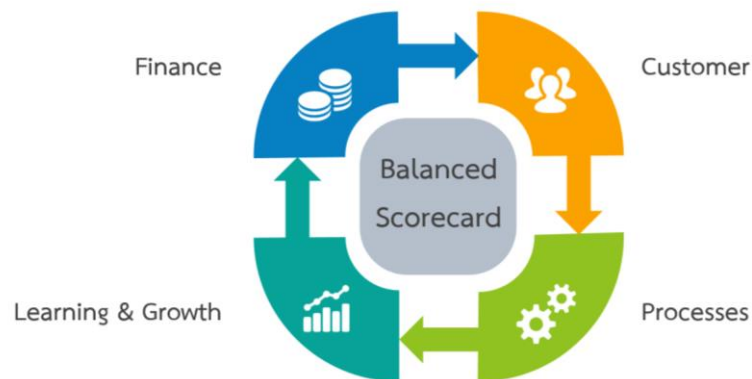 Finance
Customer
Balanced
Scorecard
Learning & Growth
Processes